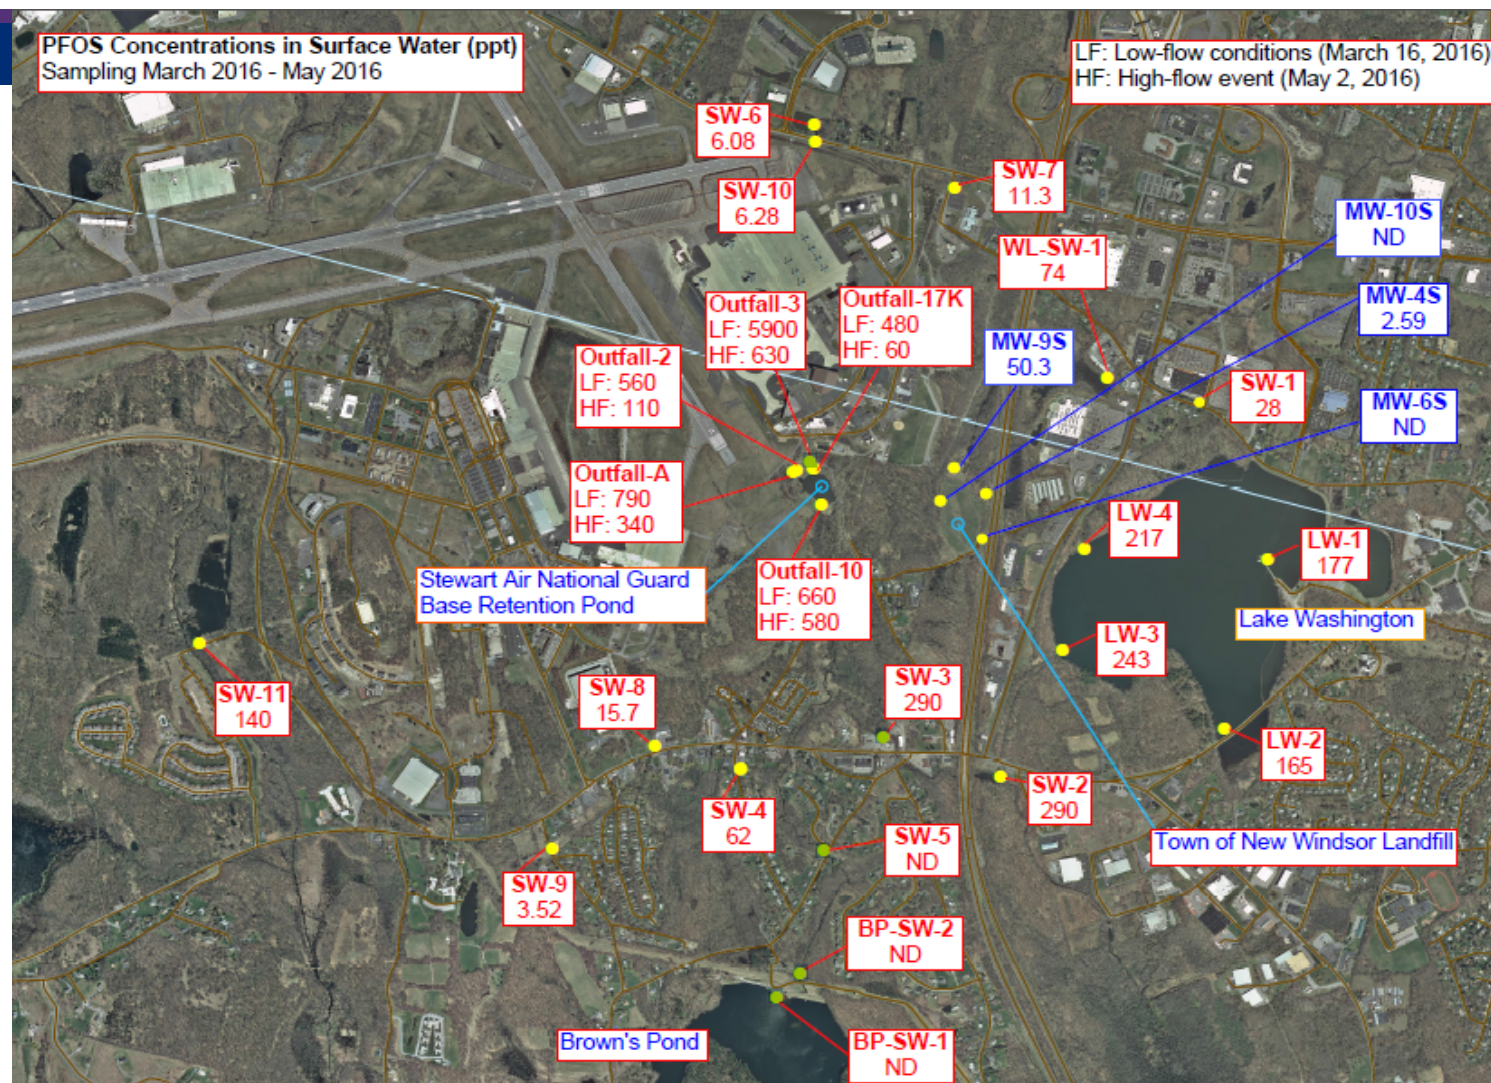 PFOS Concentrations in Surface Water (ppt)
Sampling March 2016 - May 2016
LF: Low-flow conditions (March 16, 2016)
HF: High-flow event (May 2, 2016)
SW-6
6.08
SW-10
6.28
SW-7
11.3
MW-10S
ND
WL-SW-1
74
MW-4S
2.59
Outfall-3
LF: 5900
HF: 630
Outfall-17K
LF: 480
HF: 60
MW-9S
50.3
Outfall-2
LF: 560
HF: 110
SW-1
28
MW-6S
ND
Outfall-A
LF: 790
HF: 340
LW-4
217
LW-1
177
Stewart Air National Guard
Base Retention Pond
Outfall-10
LF: 660
HF: 580
Lake Washington
LW-3
243
SW-11
140
SW-8
15.7
SW-3
290
LW-2
165
SW-4
62
SW-2
290
SW-5
ND
Town of New Windsor Landfill
SW-9
3.52
BP-SW-2
ND
Brown's Pond
BP-SW-1
ND